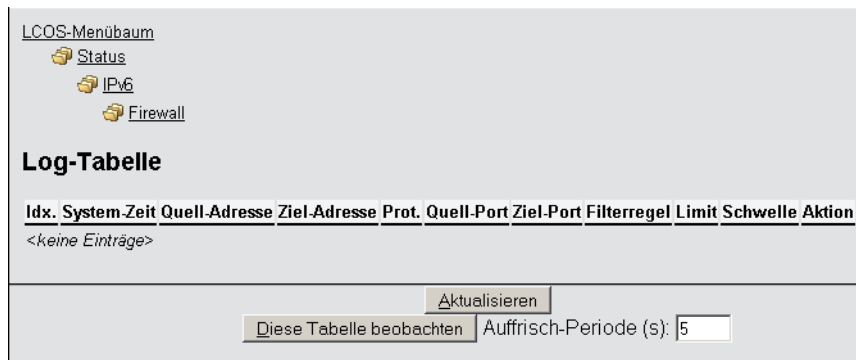 LCOS-Menübaum
Status
IPv6
Firewall
Log-Tabelle
Idx. System-Zeit Quell-Adresse Ziel-Adresse Prot. Quell-Port Ziel-Port Filterregel Limit Schwelle Aktion
<keine Einträge>
Aktualisieren
Diese Tabelle beobachten Auffrisch-Periode (s): 5